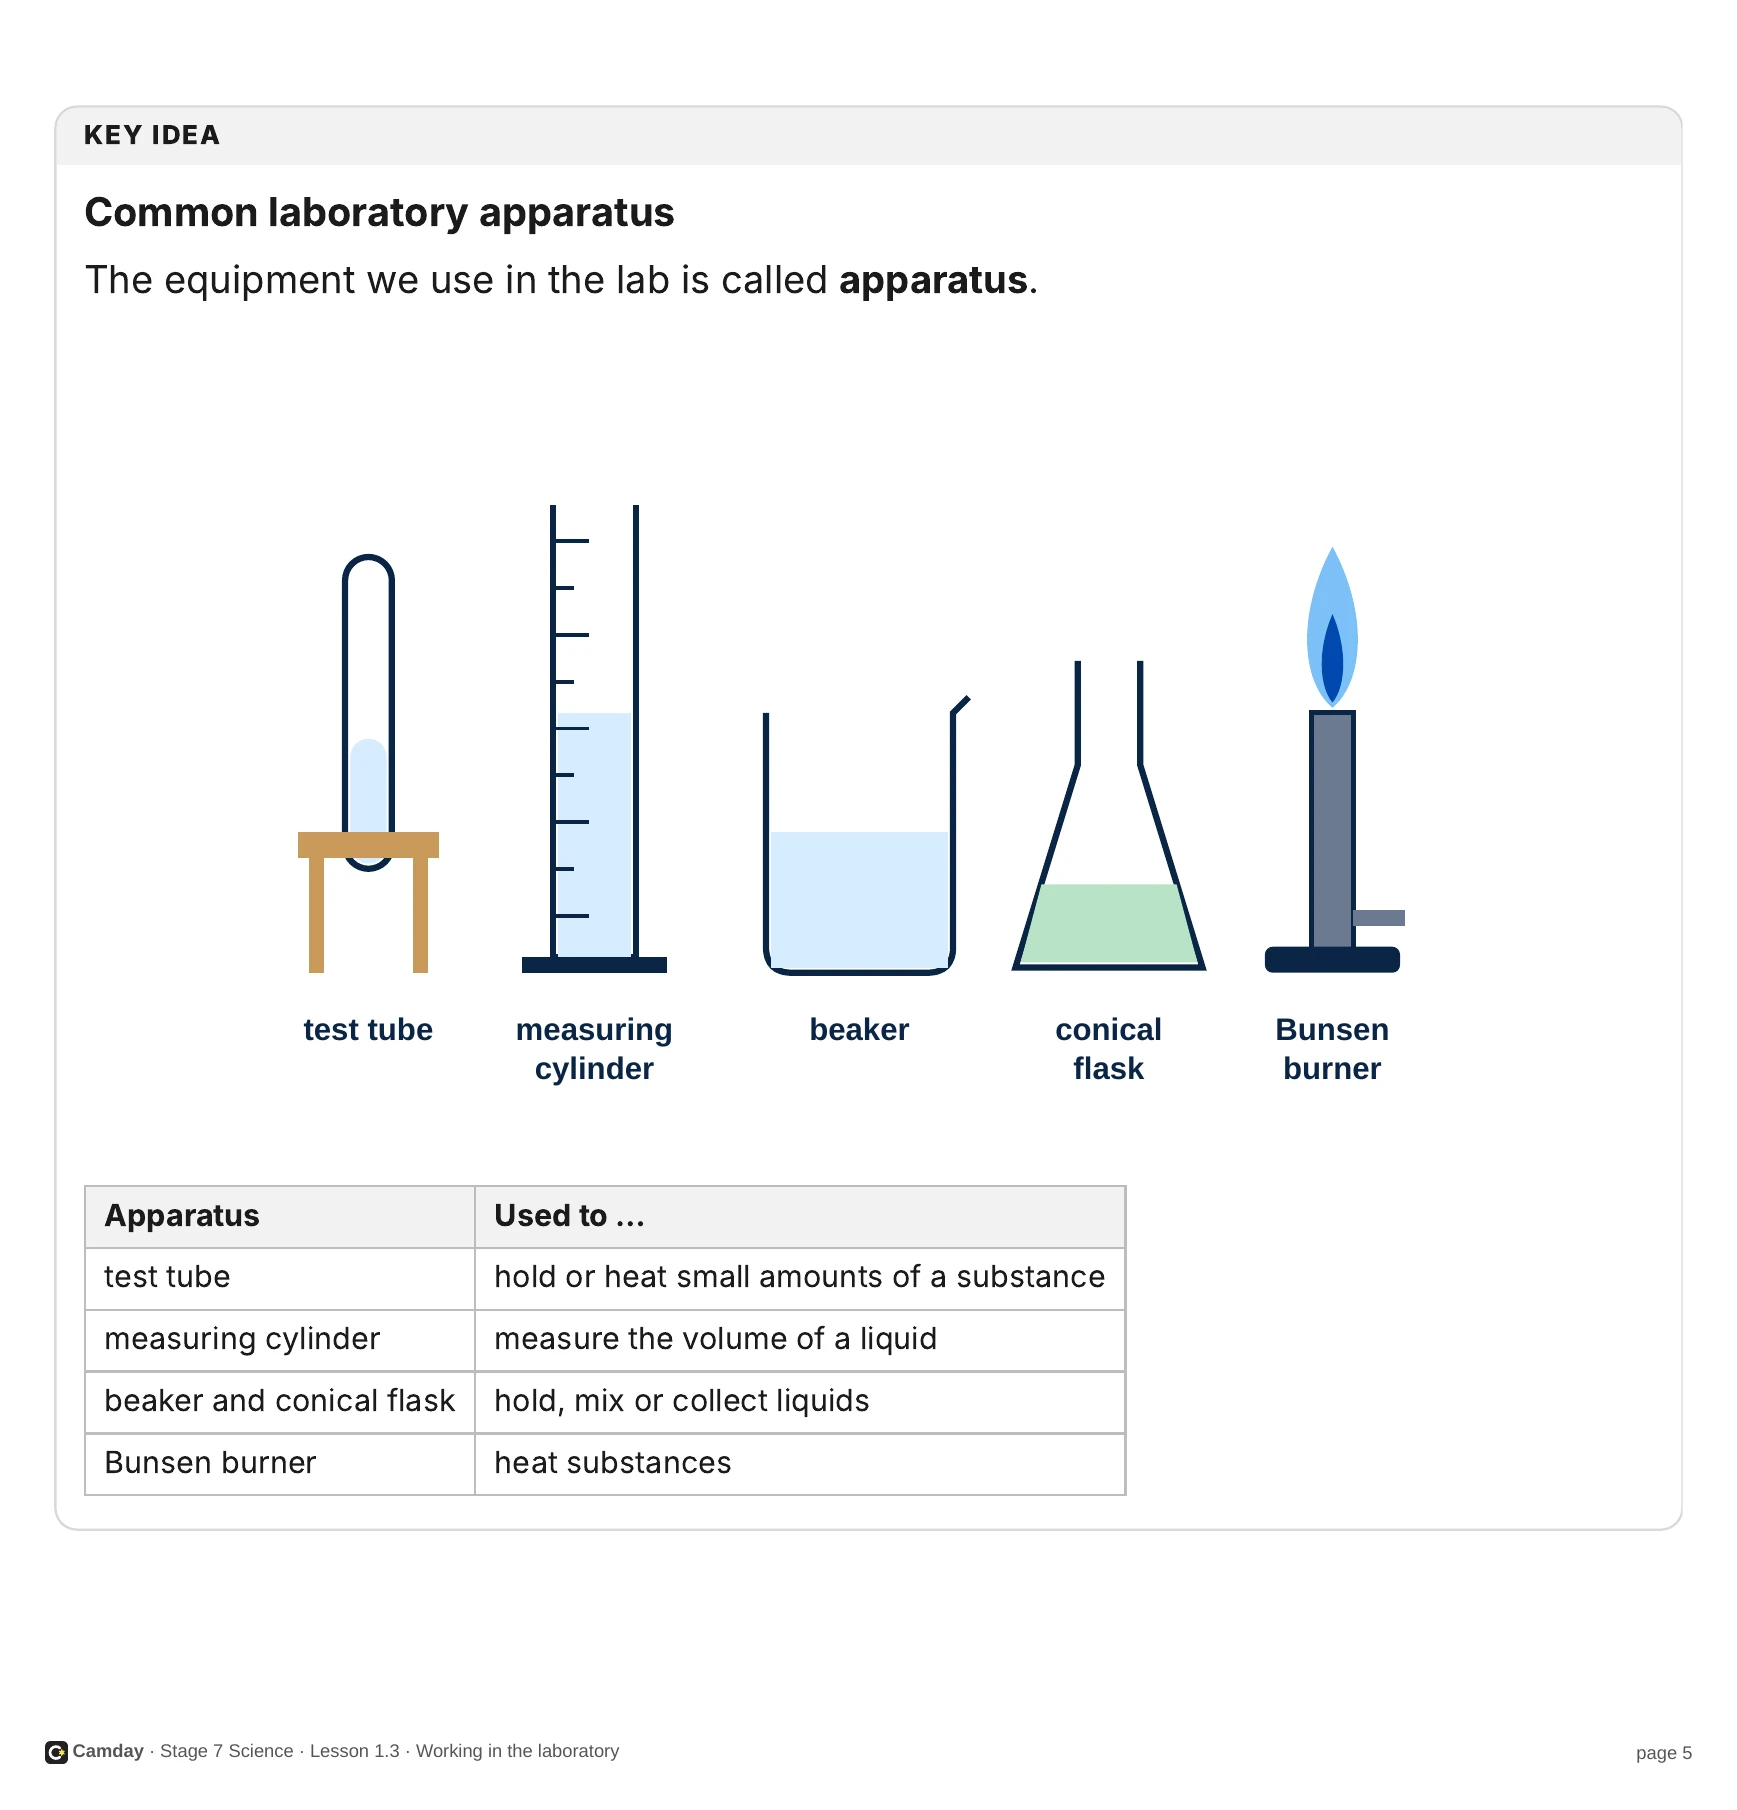 KEY IDEA
Common laboratory apparatus
The equipment we use in the lab is called apparatus.
test tube
measuring
cylinder
beaker
conical
flask
Bunsen
burner
Apparatus Used to ...
test tube hold or heat small amounts of a substance
measuring cylinder measure the volume of a liquid
beaker and conical flask hold, mix or collect liquids
Bunsen burner heat substances
Camday · Stage 7 Science · Lesson 1.3 · Working in the laboratory
page 5